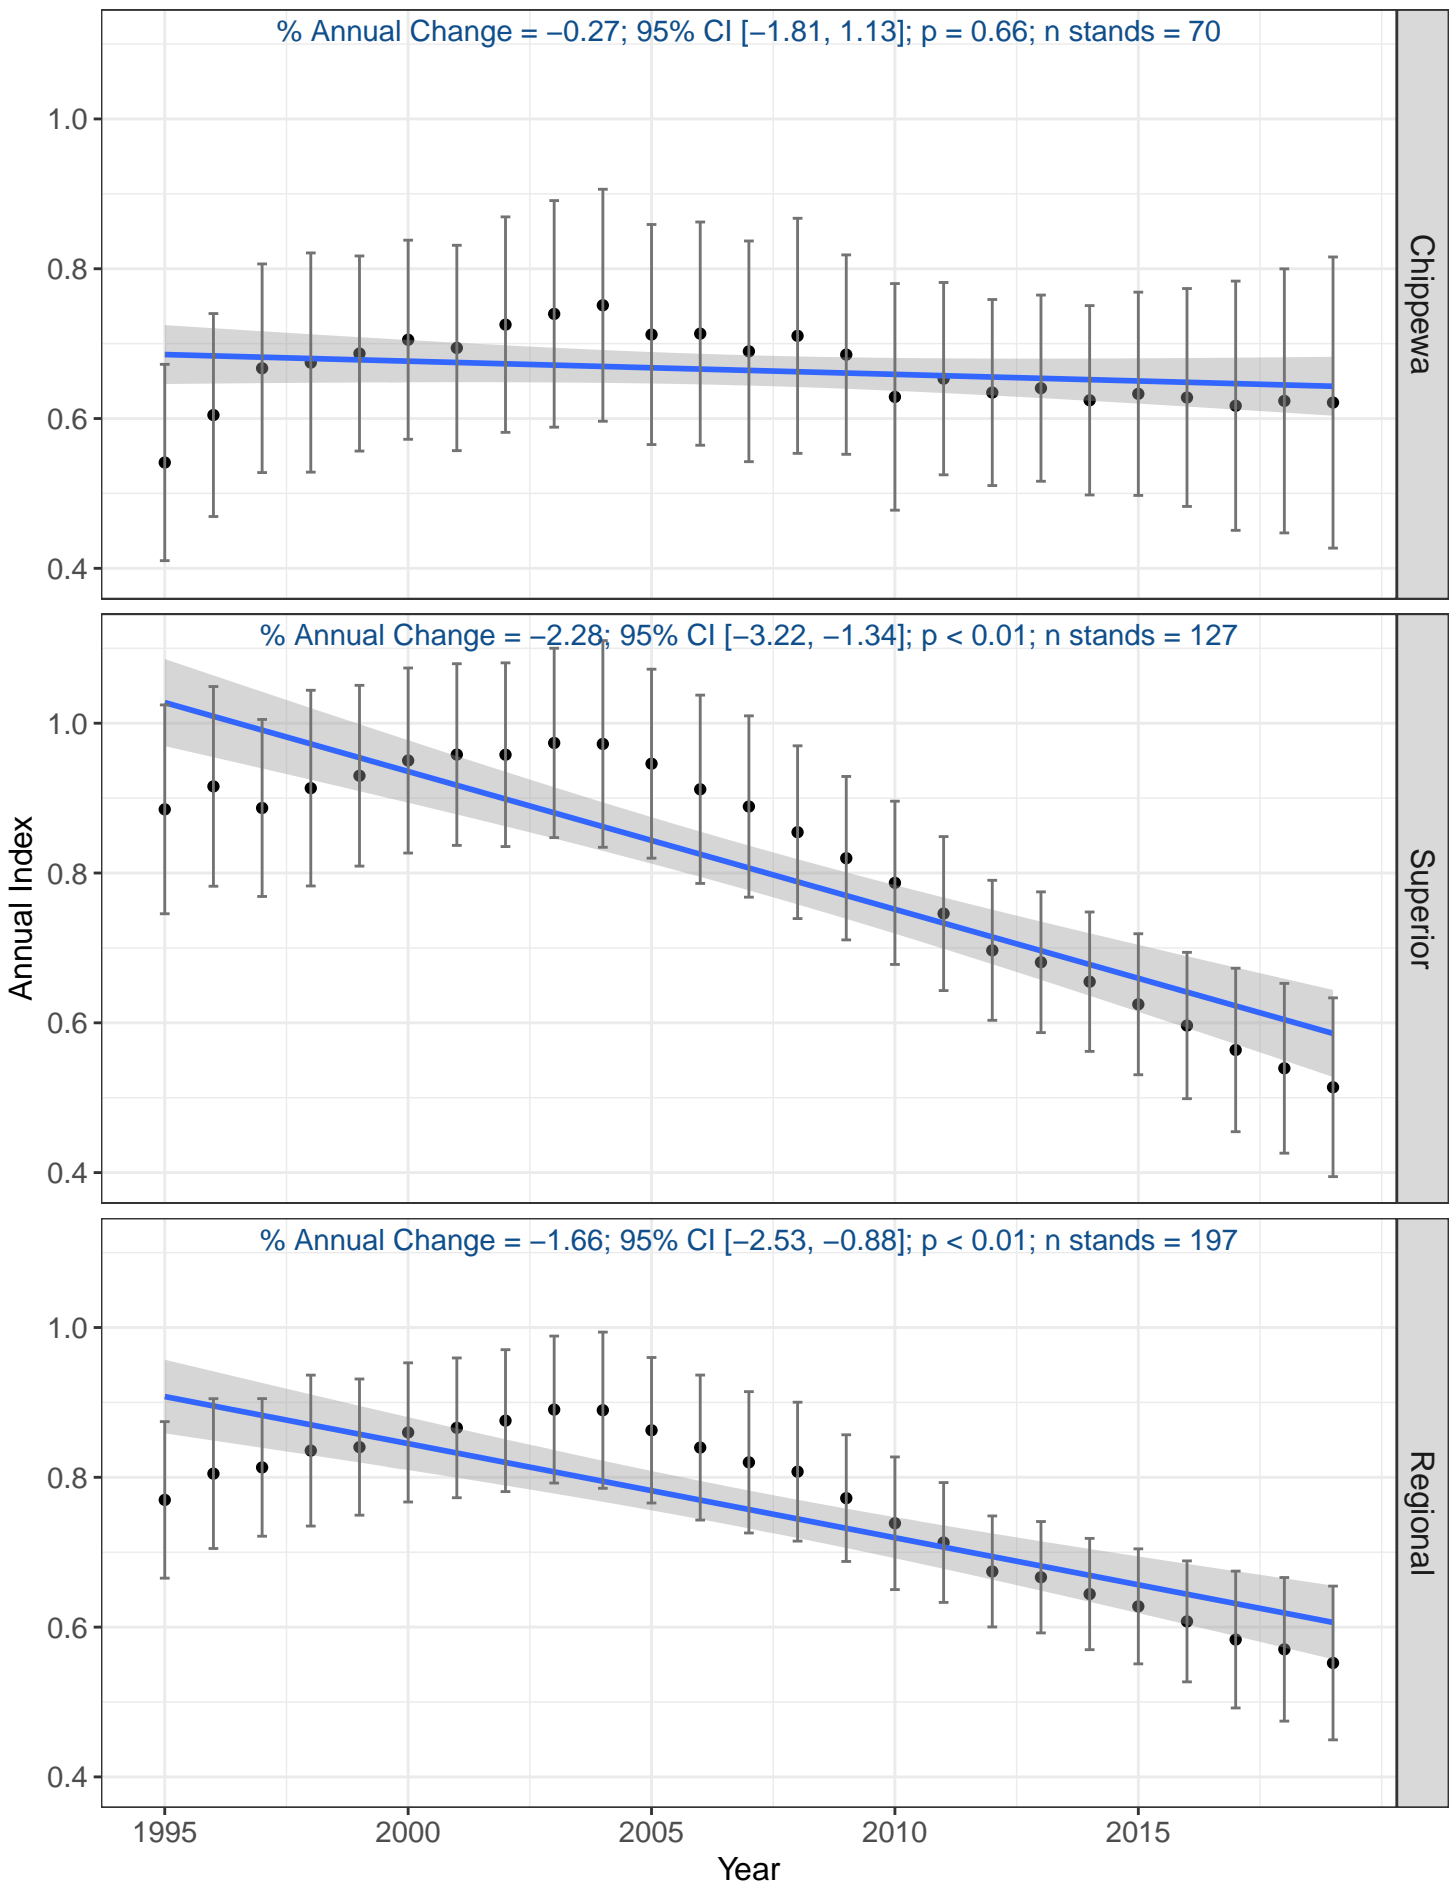 % Annual Change = −0.27; 95% CI [−1.81, 1.13]; p = 0.66; n stands = 70
1.0
0.8
0.6
0.4
Chippewa
% Annual Change = −2.28; 95% CI [−3.22, −1.34]; p < 0.01; n stands = 127
1.0
0.8
0.6
0.4
Superior
Annual Index
% Annual Change = −1.66; 95% CI [−2.53, −0.88]; p < 0.01; n stands = 197
1.0
0.8
0.6
0.4
Regional
1995 2000 2005 2010 2015
Year